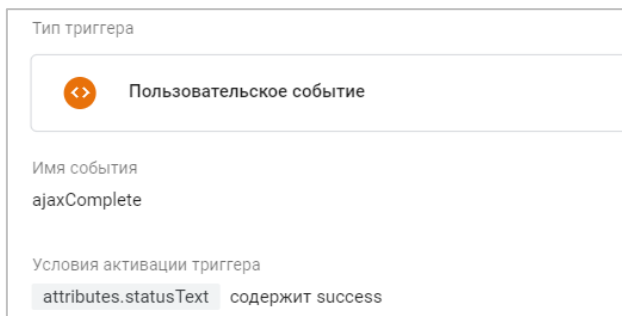 Тип триггера
Пользовательское событие
Имя события
ajaxComplete
Условия активации триггера
attributes.statusText содержит success